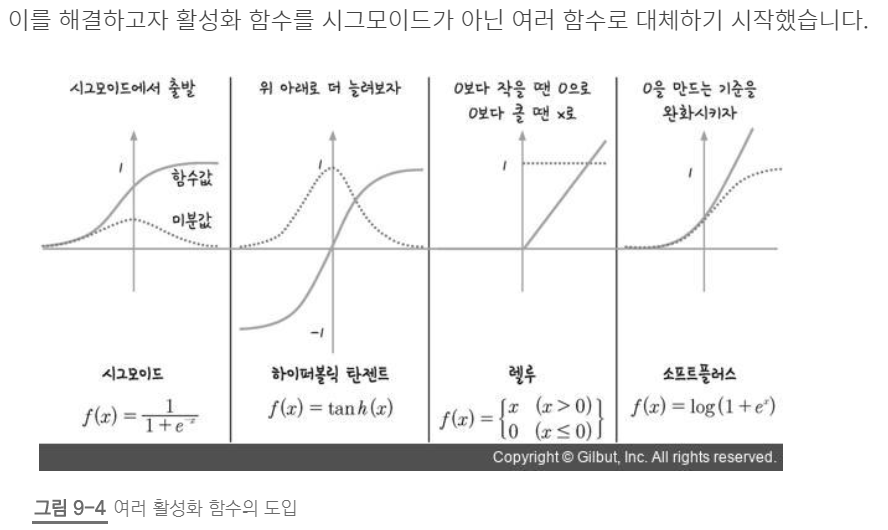 이를 해결하고자 활성화 함수를 시그모이드가 아닌 여러 함수로 대체하기 시작했습니다.
시그모이드에서 출발
1
함수값
미분값
시그모이드
f(x) = 1 / (1 + e^-x)
위 아래로 더 늘려보자
1
-1
하이퍼볼릭 탄젠트
f(x) = tanh(x)
0보다 작을 땐 0으로
0보다 클 땐 x로
1
렐루
f(x) = { x (x > 0)
0 (x ≤ 0) }
0을 만드는 기준을
완화시키자
1
소프트플러스
f(x) = log(1 + e^x)
Copyright © Gilbut, Inc. All rights reserved.
그림 9-4 여러 활성화 함수의 도입